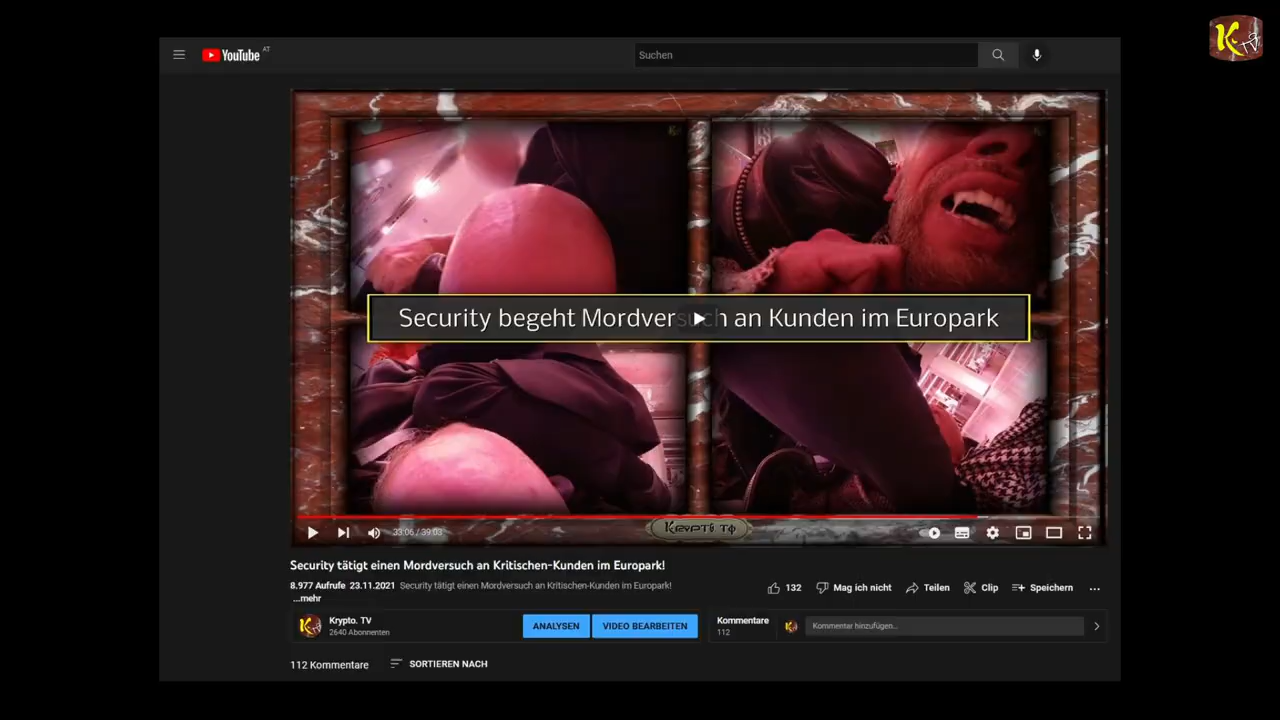 YouTube AT
Suchen
K TV
Security begeht Mordversuch an Kunden im Europark
33:06 / 39:03
Krypto. TV
Security tätigt einen Mordversuch an Kritischen-Kunden im Europark!
8.977 Aufrufe 23.11.2021 Security tätigt einen Mordversuch an Kritischen-Kunden im Europark!
...mehr
132 Mag ich nicht Teilen Clip Speichern
Krypto. TV
2640 Abonnenten
ANALYSEN VIDEO BEARBEITEN
Kommentare
112
Kommentar hinzufügen...
112 Kommentare SORTIEREN NACH